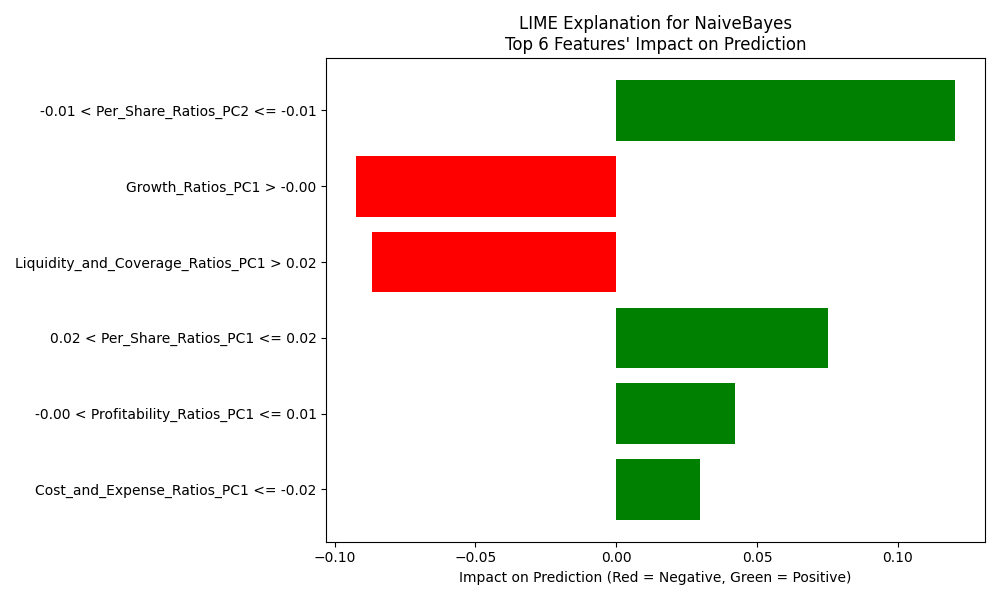 LIME Explanation for NaiveBayes
Top 6 Features' Impact on Prediction
-0.01 < Per_Share_Ratios_PC2 <= -0.01
Growth_Ratios_PC1 > -0.00
Liquidity_and_Coverage_Ratios_PC1 > 0.02
0.02 < Per_Share_Ratios_PC1 <= 0.02
-0.00 < Profitability_Ratios_PC1 <= 0.01
Cost_and_Expense_Ratios_PC1 <= -0.02
−0.10 −0.05 0.00 0.05 0.10
Impact on Prediction (Red = Negative, Green = Positive)